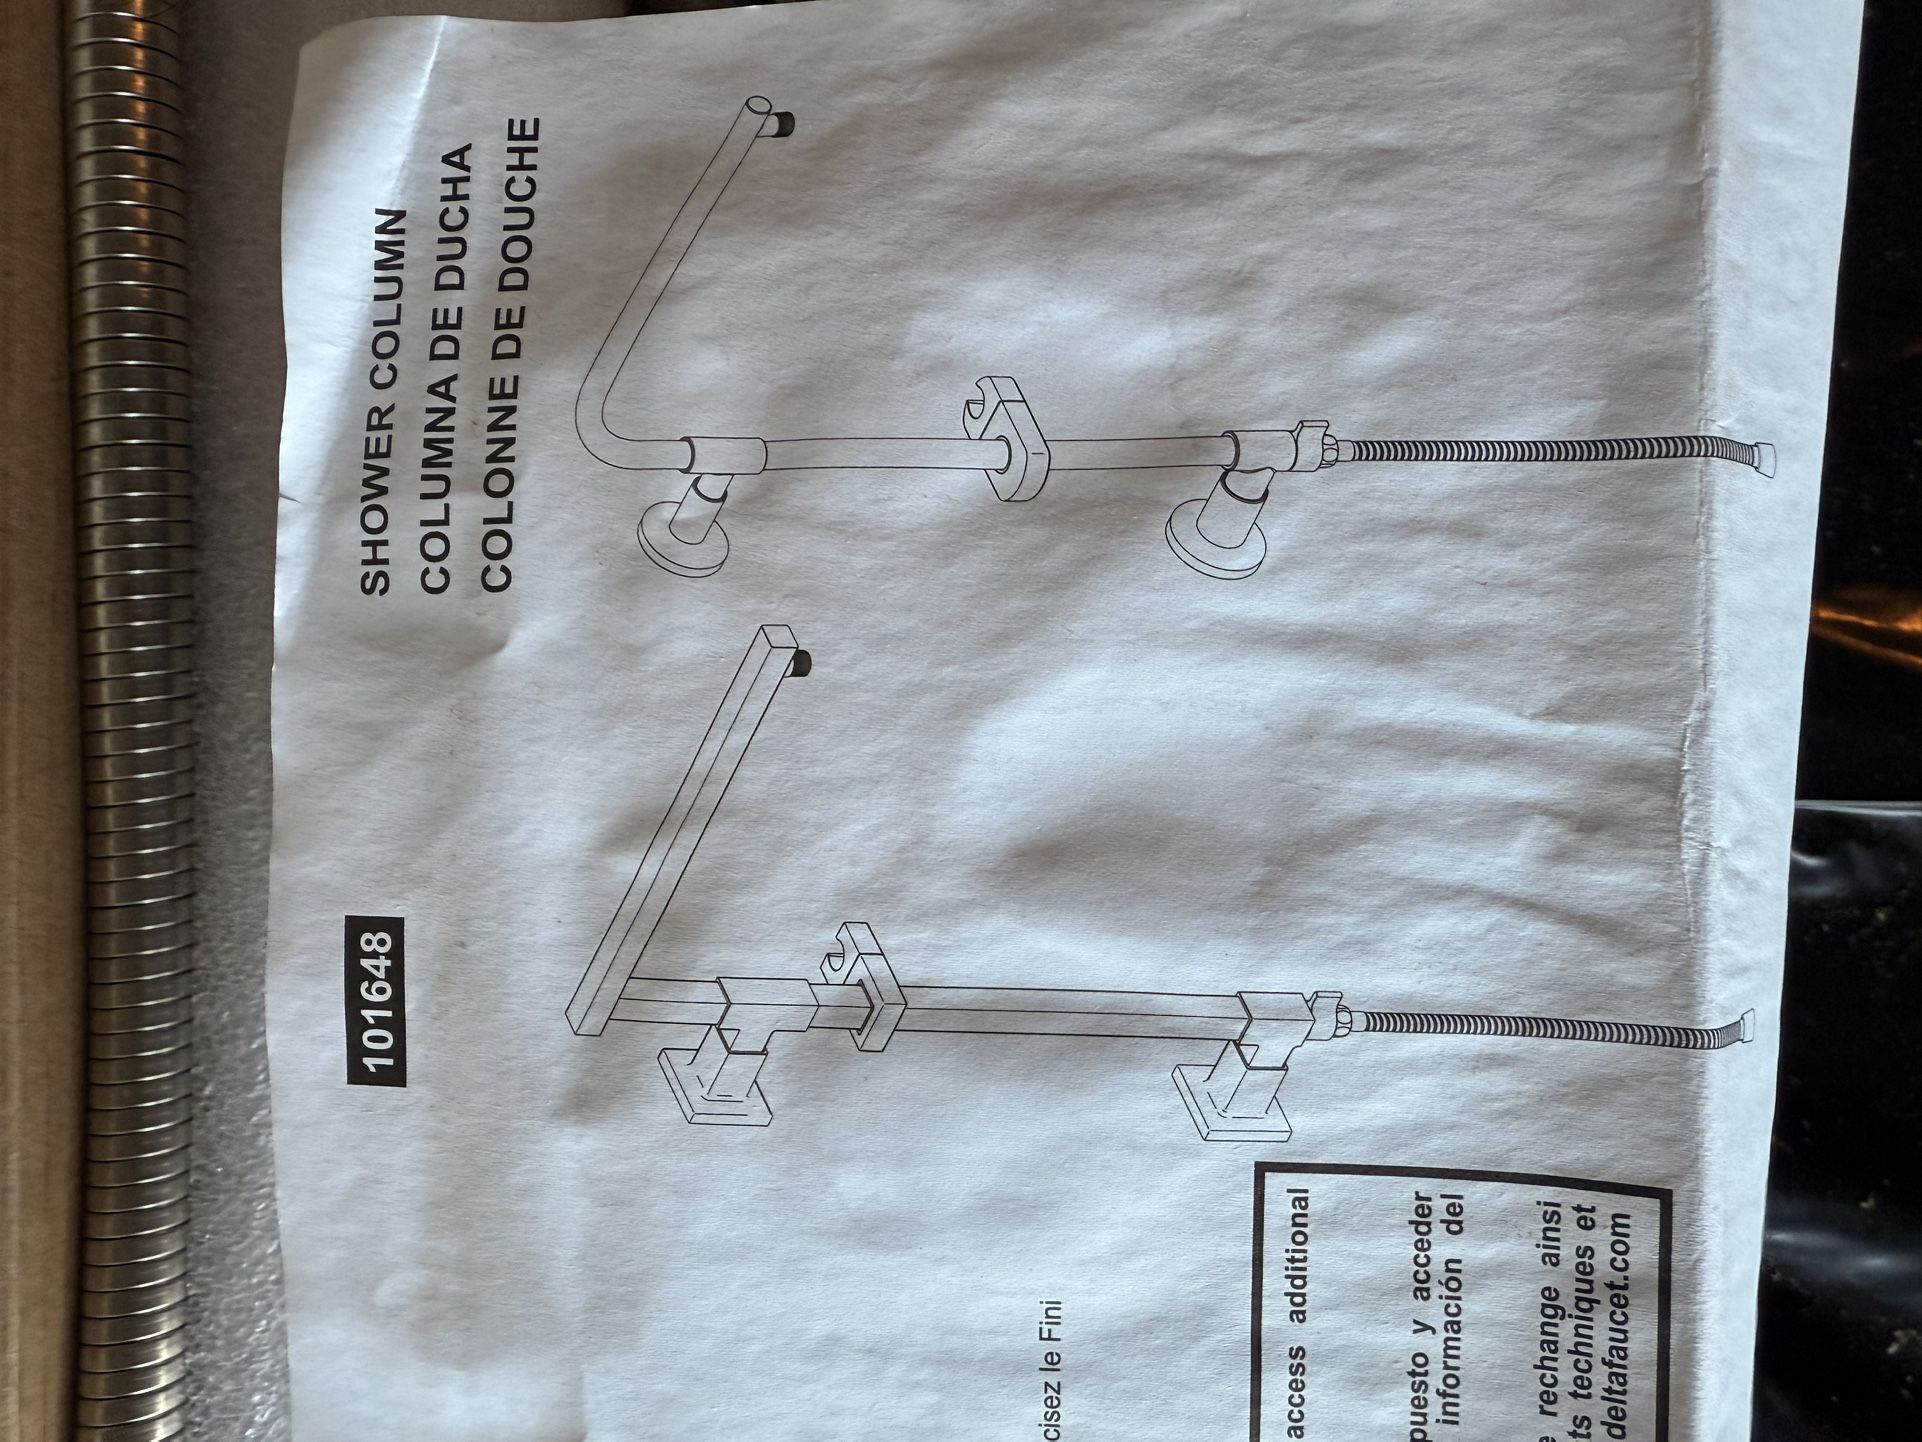 101648
SHOWER COLUMN
COLUMNA DE DUCHA
COLONNE DE DOUCHE
cisez le Fini
access additional
puesto y acceder
información del
rechange ainsi
ts techniques et
deltafaucet.com